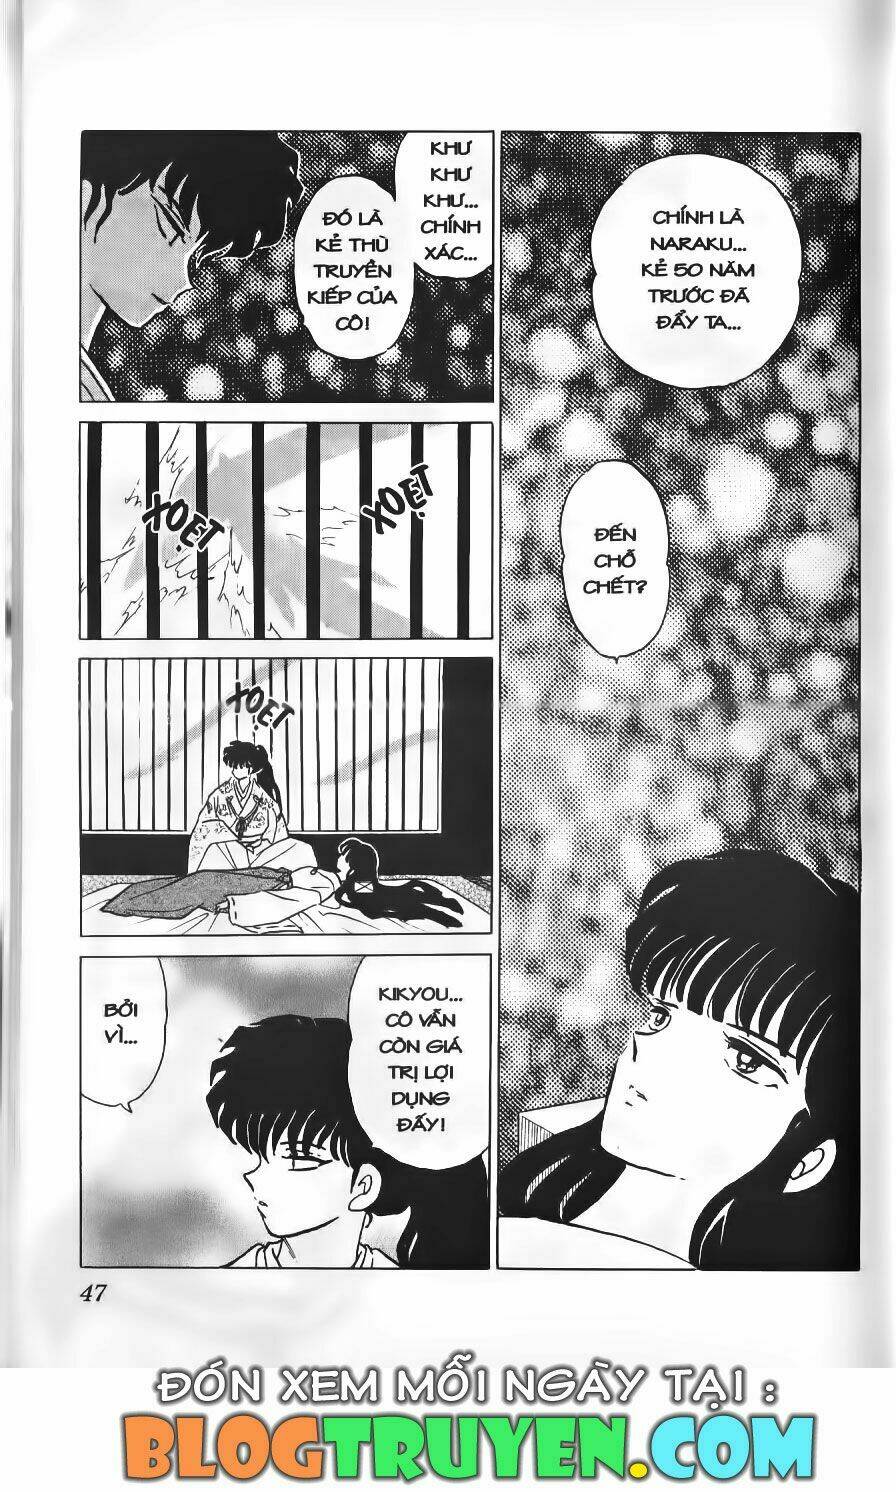 CHÍNH LÀ
NARAKU...
KẺ 50 NĂM
TRƯỚC ĐÃ
ĐẨY TA...
ĐẾN
CHỖ
CHẾT?
KHƯ
KHƯ
KHƯ...
CHÍNH
XÁC...
ĐÓ LÀ
KẺ THÙ
TRUYỀN
KIẾP CỦA
CÔ!
XOẸT
XOẸT
XOẸT
KIKYOU...
CÔ VẪN
CÒN GIÁ
TRỊ LỢI
DỤNG
ĐẤY!
BỞI
VÌ...
47
ĐÓN XEM MỖI NGÀY TẠI :
BLOGTRUYEN.COM